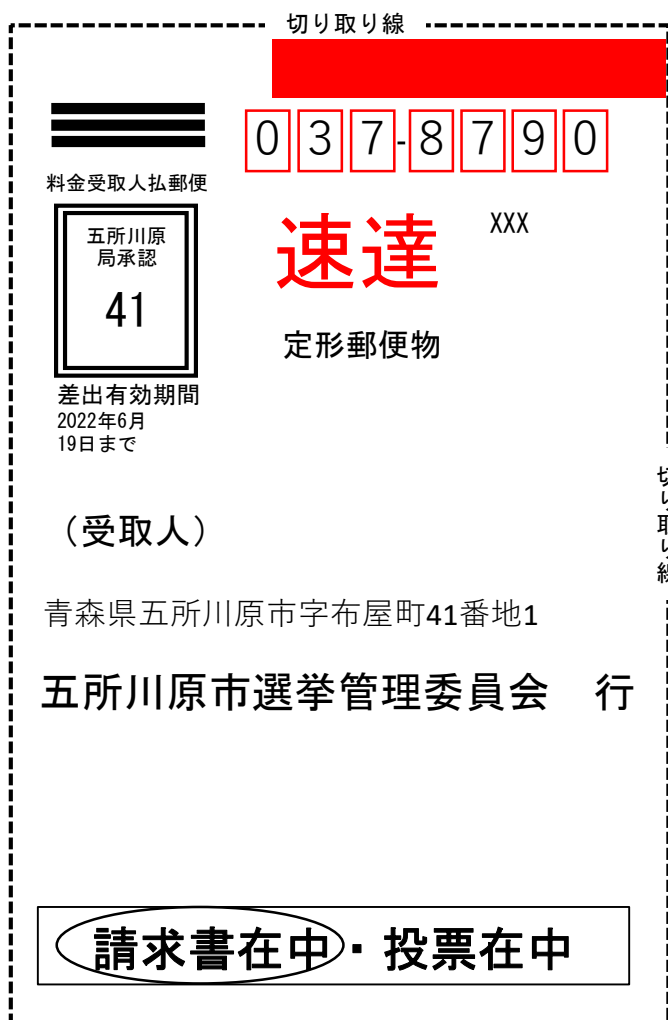 切り取り線
037-8790
料金受取人払郵便
五所川原
局承認
41
速達
XXX
定形郵便物
差出有効期間
2022年6月
19日まで
切り取り線
（受取人）
青森県五所川原市字布屋町41番地1
五所川原市選挙管理委員会　行
請求書在中・投票在中